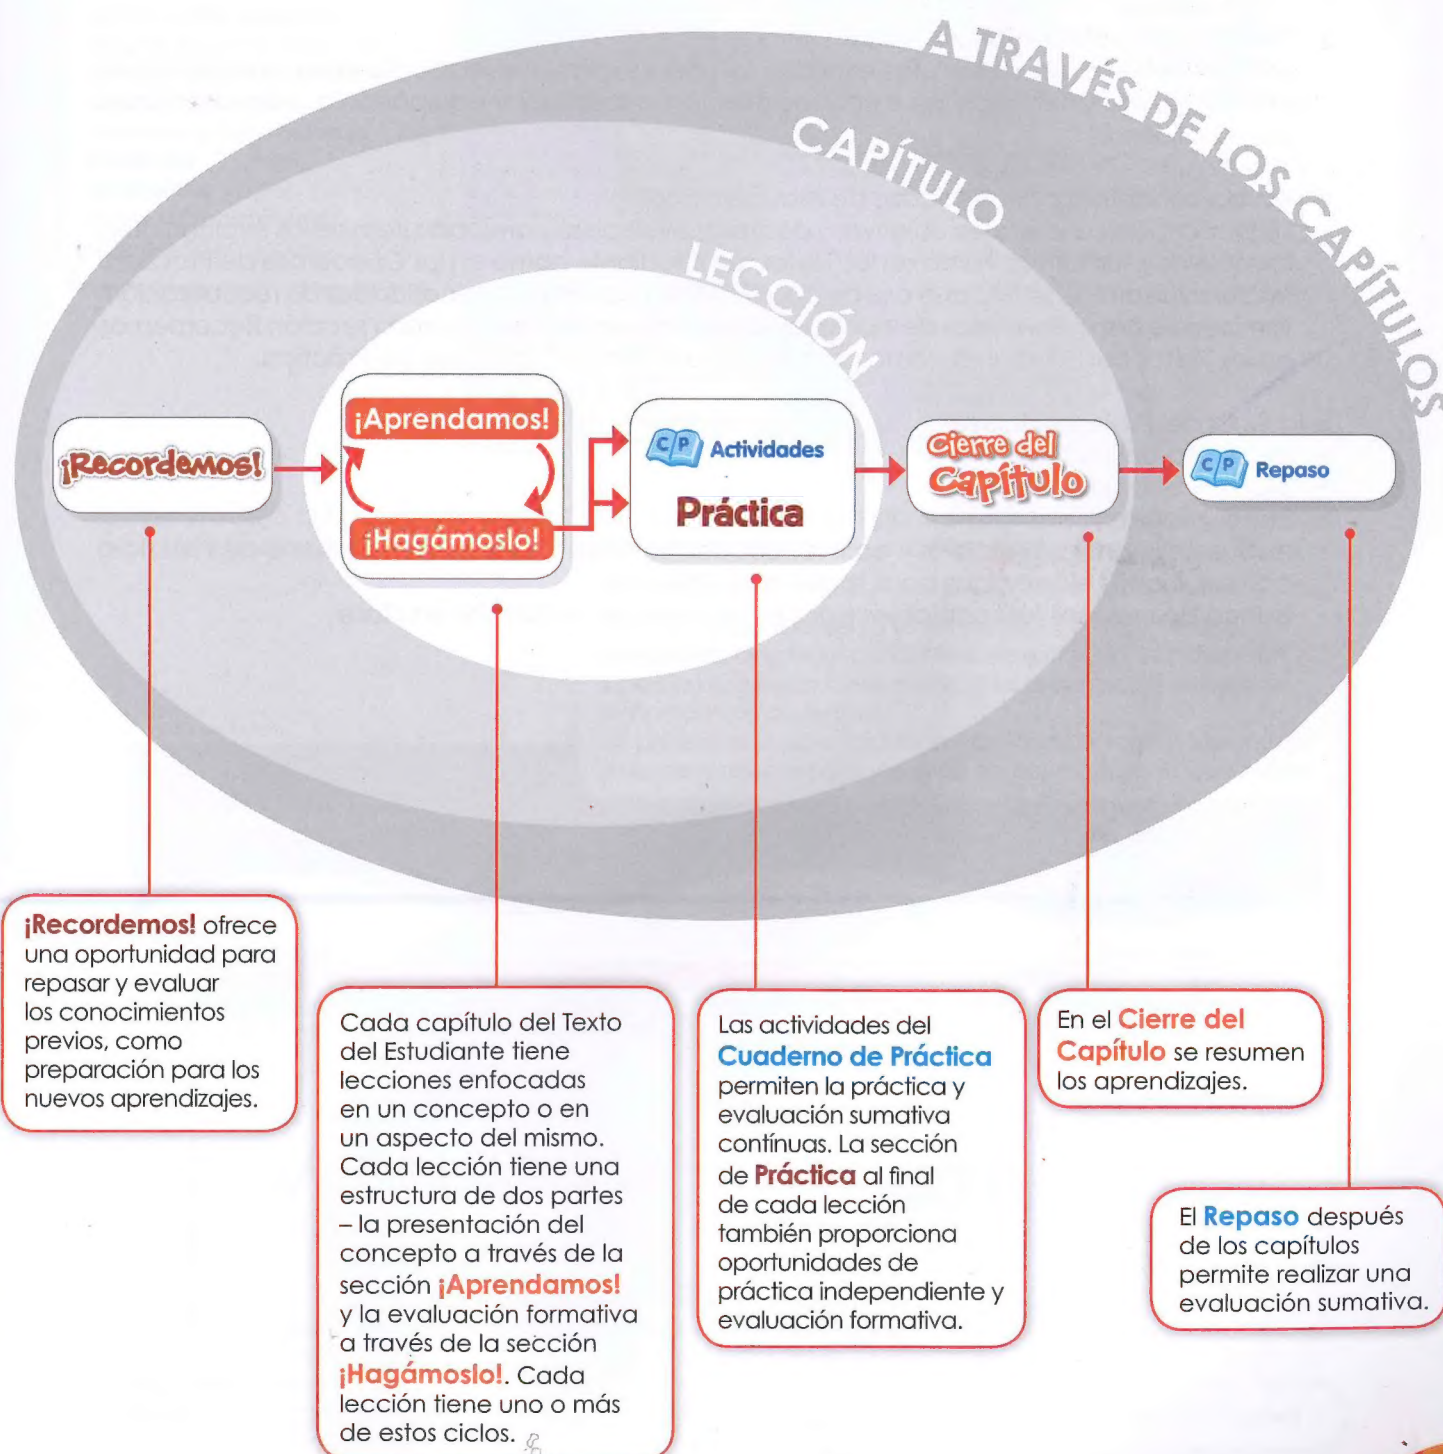 A TRAVÉS DE LOS CAPÍTULOS
CAPÍTULO
LECCIÓN
¡Recordemos!
¡Aprendamos!
¡Hagámoslo!
CP Actividades
Práctica
Cierre del
Capítulo
CP Repaso
¡Recordemos! ofrece
una oportunidad para
repasar y evaluar
los conocimientos
previos, como
preparación para los
nuevos aprendizajes.
Cada capítulo del Texto
del Estudiante tiene
lecciones enfocadas
en un concepto o en
un aspecto del mismo.
Cada lección tiene una
estructura de dos partes
– la presentación del
concepto a través de la
sección ¡Aprendamos!
y la evaluación formativa
a través de la sección
¡Hagámoslo!. Cada
lección tiene uno o más
de estos ciclos.
Las actividades del
Cuaderno de Práctica
permiten la práctica y
evaluación sumativa
contínuas. La sección
de Práctica al final
de cada lección
también proporciona
oportunidades de
práctica independiente y
evaluación formativa.
En el Cierre del
Capítulo se resumen
los aprendizajes.
El Repaso después
de los capítulos
permite realizar una
evaluación sumativa.